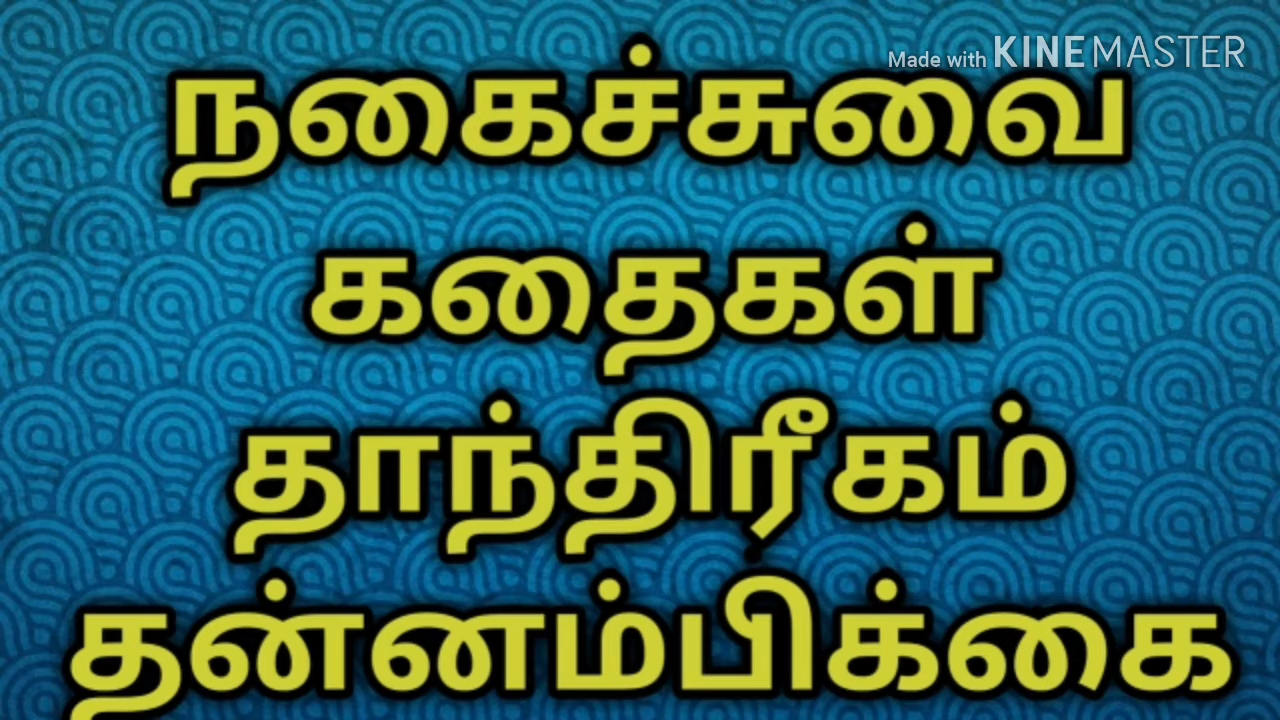 Made with KINEMASTER
நகைச்சுவை
கதைகள்
தாந்திரீகம்
தன்னம்பிக்கை